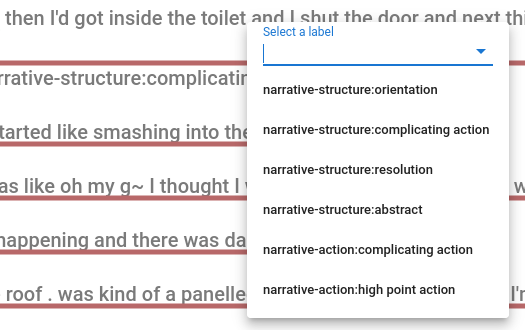 then I'd got inside the toilet and I shut the door and next thi
Select a label
rrative-structure:complicatin
narrative-structure:orientation
tarted like smashing into the
narrative-structure:complicating action
narrative-structure:resolution
as like oh my g~ I thought I w
narrative-structure:abstract
happening and there was da
narrative-action:complicating action
roof . was kind of a panelle
narrative-action:high point action
I'm